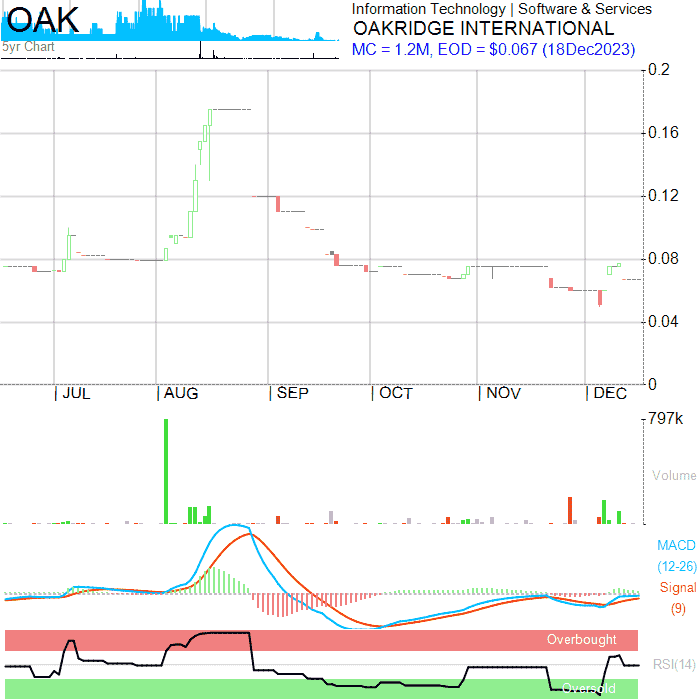 OAK
5yr Chart
Information Technology | Software & Services
OAKRIDGE INTERNATIONAL
MC = 1.2M, EOD = $0.067 (18Dec2023)
0.2
0.16
0.12
0.08
0.04
0
| JUL | AUG | SEP | OCT | NOV | DEC
797k
Volume
MACD
(12-26)
Signal
(9)
Overbought
RSI(14)
Oversold